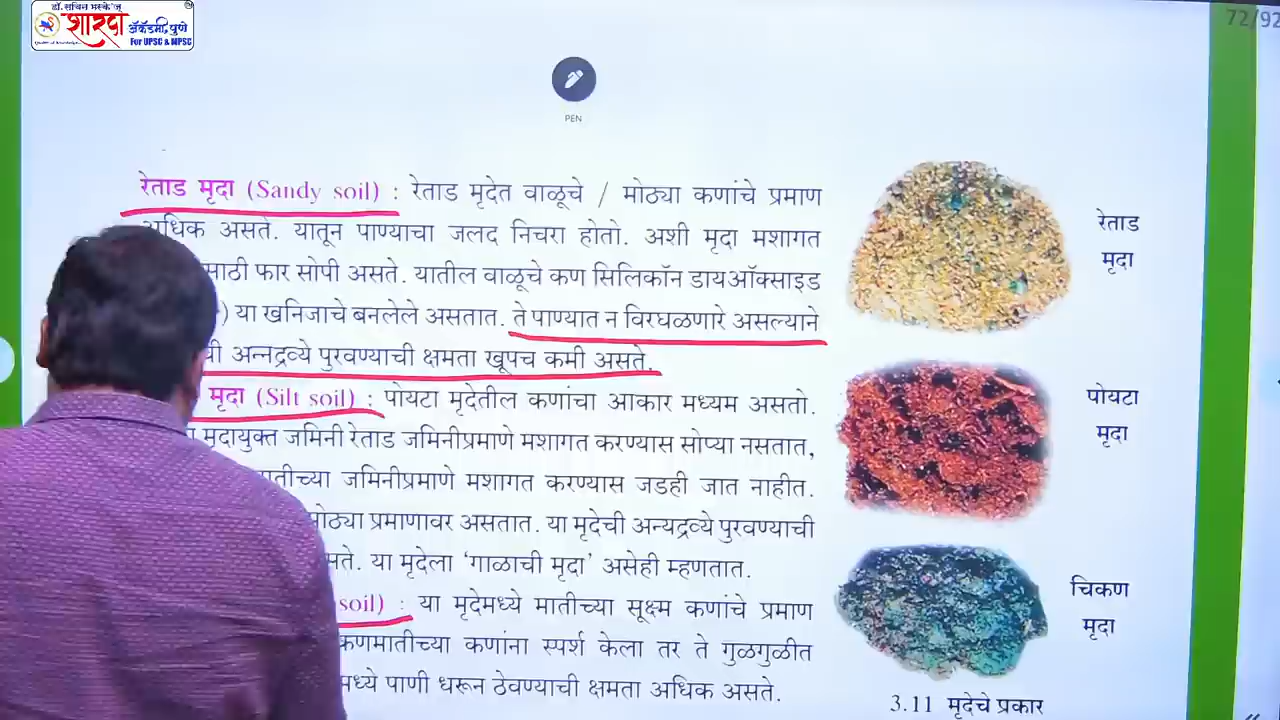 डॉ. सचिन भस्के'ज्
शारदा
ॲकॅडमी, पुणे
For UPSC & MPSC
72/92
PEN
रेताड मृदा (Sandy soil) : रेताड मृदेत वाळूचे / मोठ्या कणांचे प्रमाण
अधिक असते. यातून पाण्याचा जलद निचरा होतो. अशी मृदा मशागत
साठी फार सोपी असते. यातील वाळूचे कण सिलिकॉन डायऑक्साइड
) या खनिजाचे बनलेले असतात. ते पाण्यात न विरघळणारे असल्याने
ची अन्नद्रव्ये पुरवण्याची क्षमता खूपच कमी असते.
मृदा (Silt soil) : पोयटा मृदेतील कणांचा आकार मध्यम असतो.
मृदायुक्त जमिनी रेताड जमिनीप्रमाणे मशागत करण्यास सोप्या नसतात,
मातीच्या जमिनीप्रमाणे मशागत करण्यास जडही जात नाहीत.
मोठ्या प्रमाणावर असतात. या मृदेची अन्यद्रव्ये पुरवण्याची
असते. या मृदेला ‘गाळाची मृदा’ असेही म्हणतात.
soil) : या मृदेमध्ये मातीच्या सूक्ष्म कणांचे प्रमाण
कणमातीच्या कणांना स्पर्श केला तर ते गुळगुळीत
मध्ये पाणी धरून ठेवण्याची क्षमता अधिक असते.
रेताड
मृदा
पोयटा
मृदा
चिकण
मृदा
3.11 मृदेचे प्रकार